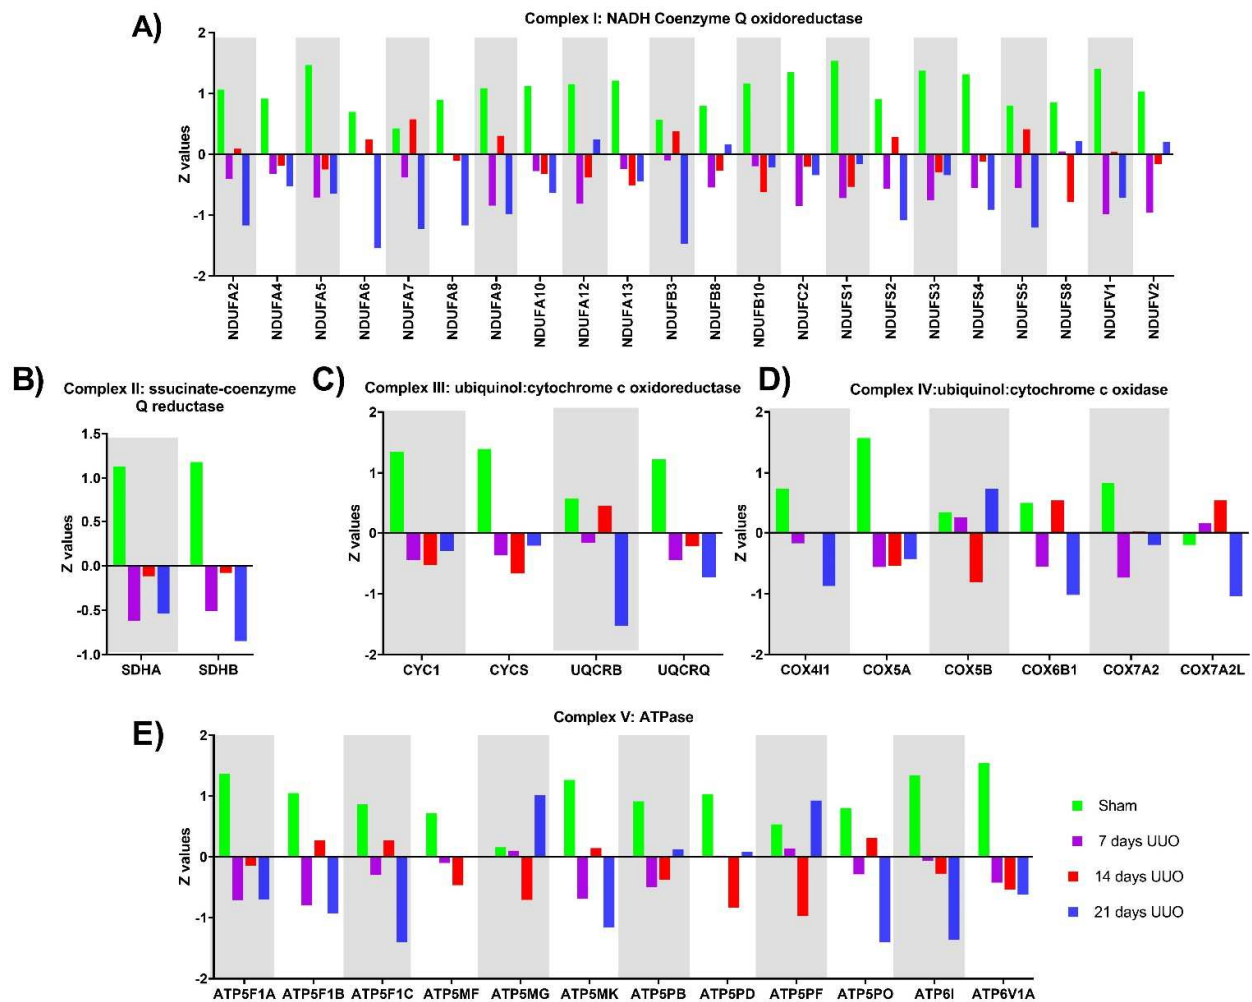 A)
Complex I: NADH Coenzyme Q oxidoreductase
Z values
2
1
0
-1
-2
NDUFA2 NDUFA4 NDUFA5 NDUFA6 NDUFA7 NDUFA8 NDUFA9 NDUFA10 NDUFA12 NDUFA13 NDUFB3 NDUFB8 NDUFB10 NDUFC2 NDUFS1 NDUFS2 NDUFS3 NDUFS4 NDUFS5 NDUFS8 NDUFV1 NDUFV2
B)
Complex II: ssucinate-coenzyme
Q reductase
Z values
1.5
1.0
0.5
0.0
-0.5
-1.0
SDHA SDHB
C)
Complex III: ubiquinol:cytochrome c oxidoreductase
Z values
2
1
0
-1
-2
CYC1 CYCS UQCRB UQCRQ
D)
Complex IV:ubiquinol:cytochrome c oxidase
Z values
2
1
0
-1
-2
COX4I1 COX5A COX5B COX6B1 COX7A2 COX7A2L
E)
Complex V: ATPase
Z values
2
1
0
-1
-2
ATP5F1A ATP5F1B ATP5F1C ATP5MF ATP5MG ATP5MK ATP5PB ATP5PD ATP5PF ATP5PO ATP6I ATP6V1A
Sham
7 days UUO
14 days UUO
21 days UUO